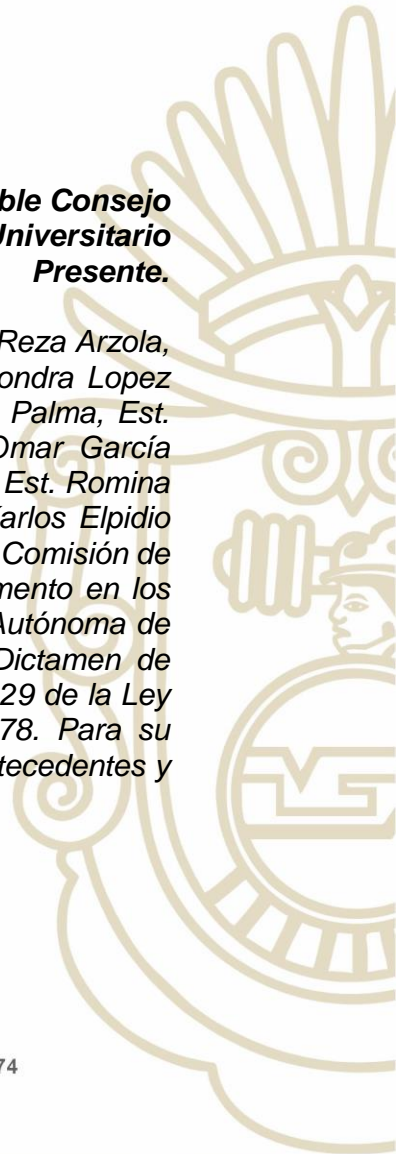 ble Consejo
Universitario
Presente.
Reza Arzola,
ondra Lopez
Palma, Est.
Omar García
Est. Romina
arlos Elpidio
Comisión de
mento en los
Autónoma de
Dictamen de
29 de la Ley
78. Para su
tecedentes y
74